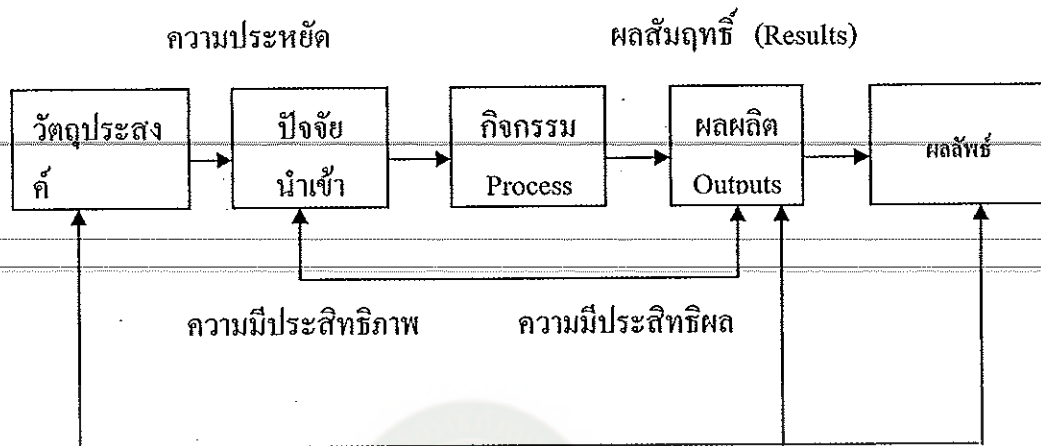 ความประหยัด ผลสัมฤทธิ์ (Results)
วัตถุประสง
ค์
ปัจจัย
นำเข้า
กิจกรรม
Process
ผลผลิต
Outputs
ผลลัพธ์
ความมีประสิทธิภาพ ความมีประสิทธิผล